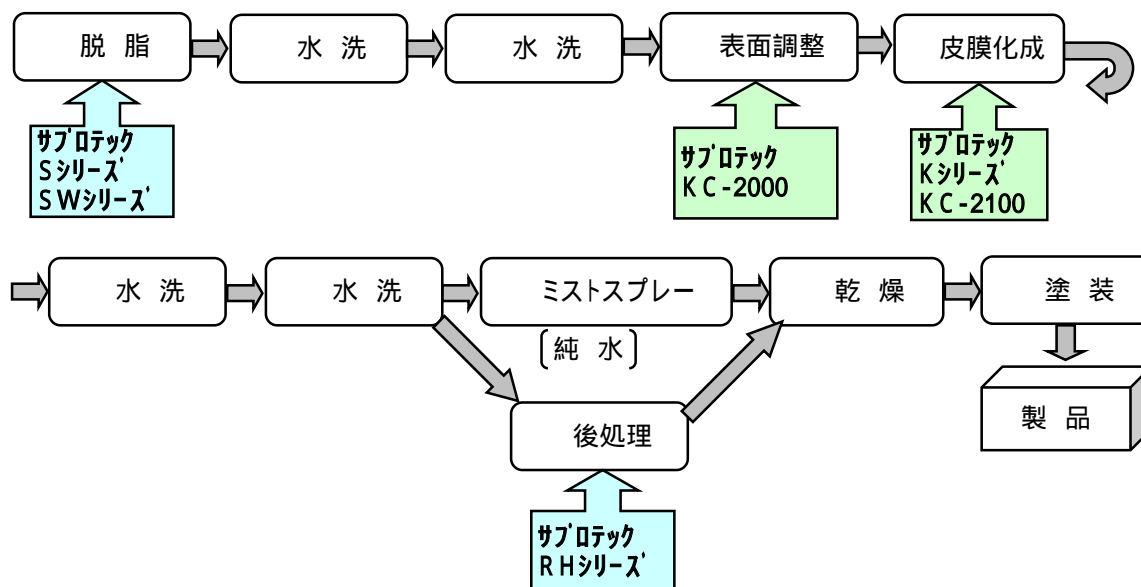 脱 脂
水 洗
水 洗
表面調整
皮膜化成
ｻﾌﾞﾛﾃｯｸ
Ｓｼﾘｰｽﾞ
ＳＷｼﾘｰｽﾞ
ｻﾌﾞﾛﾃｯｸ
ＫＣ-2000
ｻﾌﾞﾛﾃｯｸ
Ｋｼﾘｰｽﾞ
ＫＣ-2100
水 洗
水 洗
ミストスプレー
乾 燥
塗 装
〔純 水〕
製 品
後処理
ｻﾌﾞﾛﾃｯｸ
ＲＨｼﾘｰｽﾞ